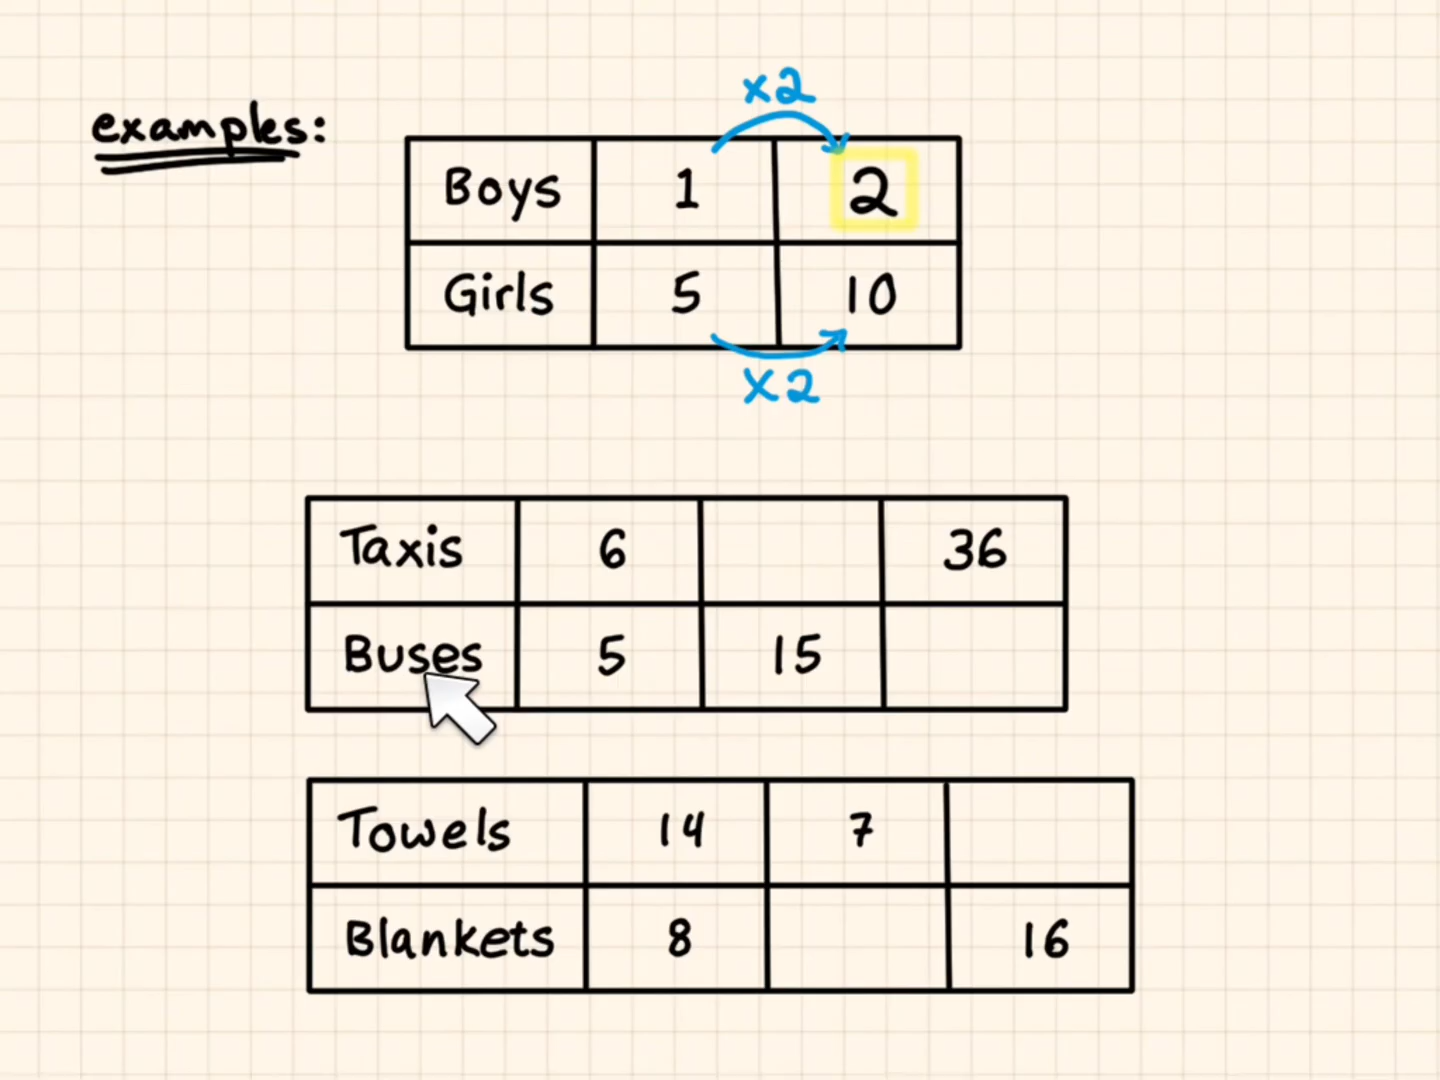 examples:
x2
Boys 1 2
Girls 5 10
x2
Taxis 6 36
Buses 5 15
Towels 14 7
Blankets 8 16